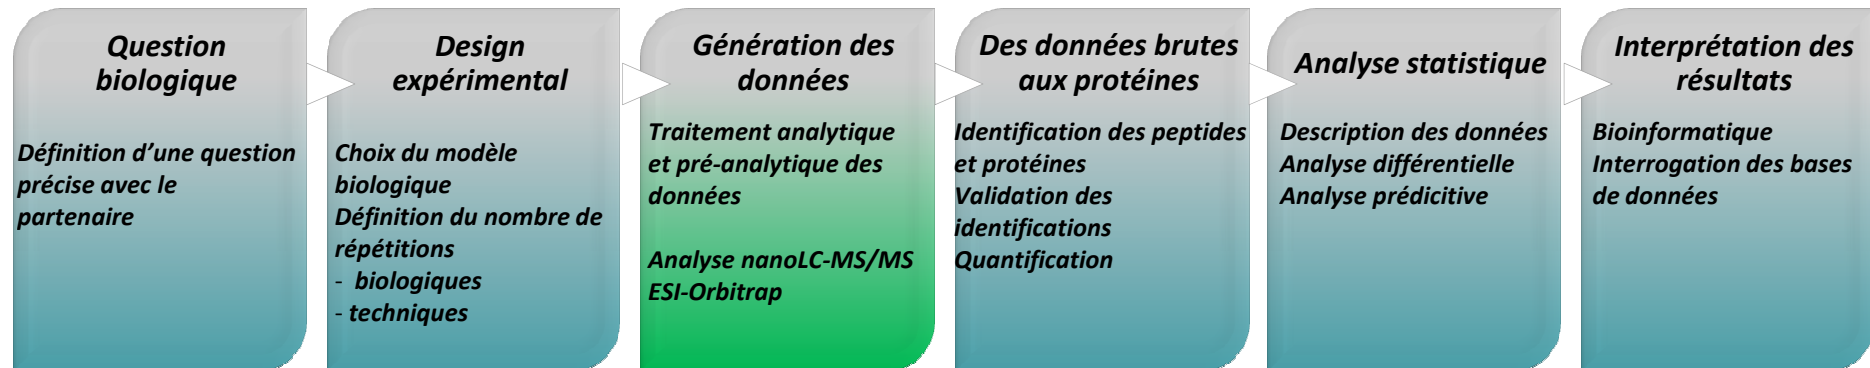 Question
biologique
Définition d’une question
précise avec le
partenaire
Design
expérimental
Choix du modèle
biologique
Définition du nombre de
répétitions
- biologiques
- techniques
Génération des
données
Traitement analytique
et pré-analytique des
données
Analyse nanoLC-MS/MS
ESI-Orbitrap
Des données brutes
aux protéines
Identification des peptides
et protéines
Validation des
identifications
Quantification
Analyse statistique
Description des données
Analyse différentielle
Analyse prédicitive
Interprétation des
résultats
Bioinformatique
Interrogation des bases
de données